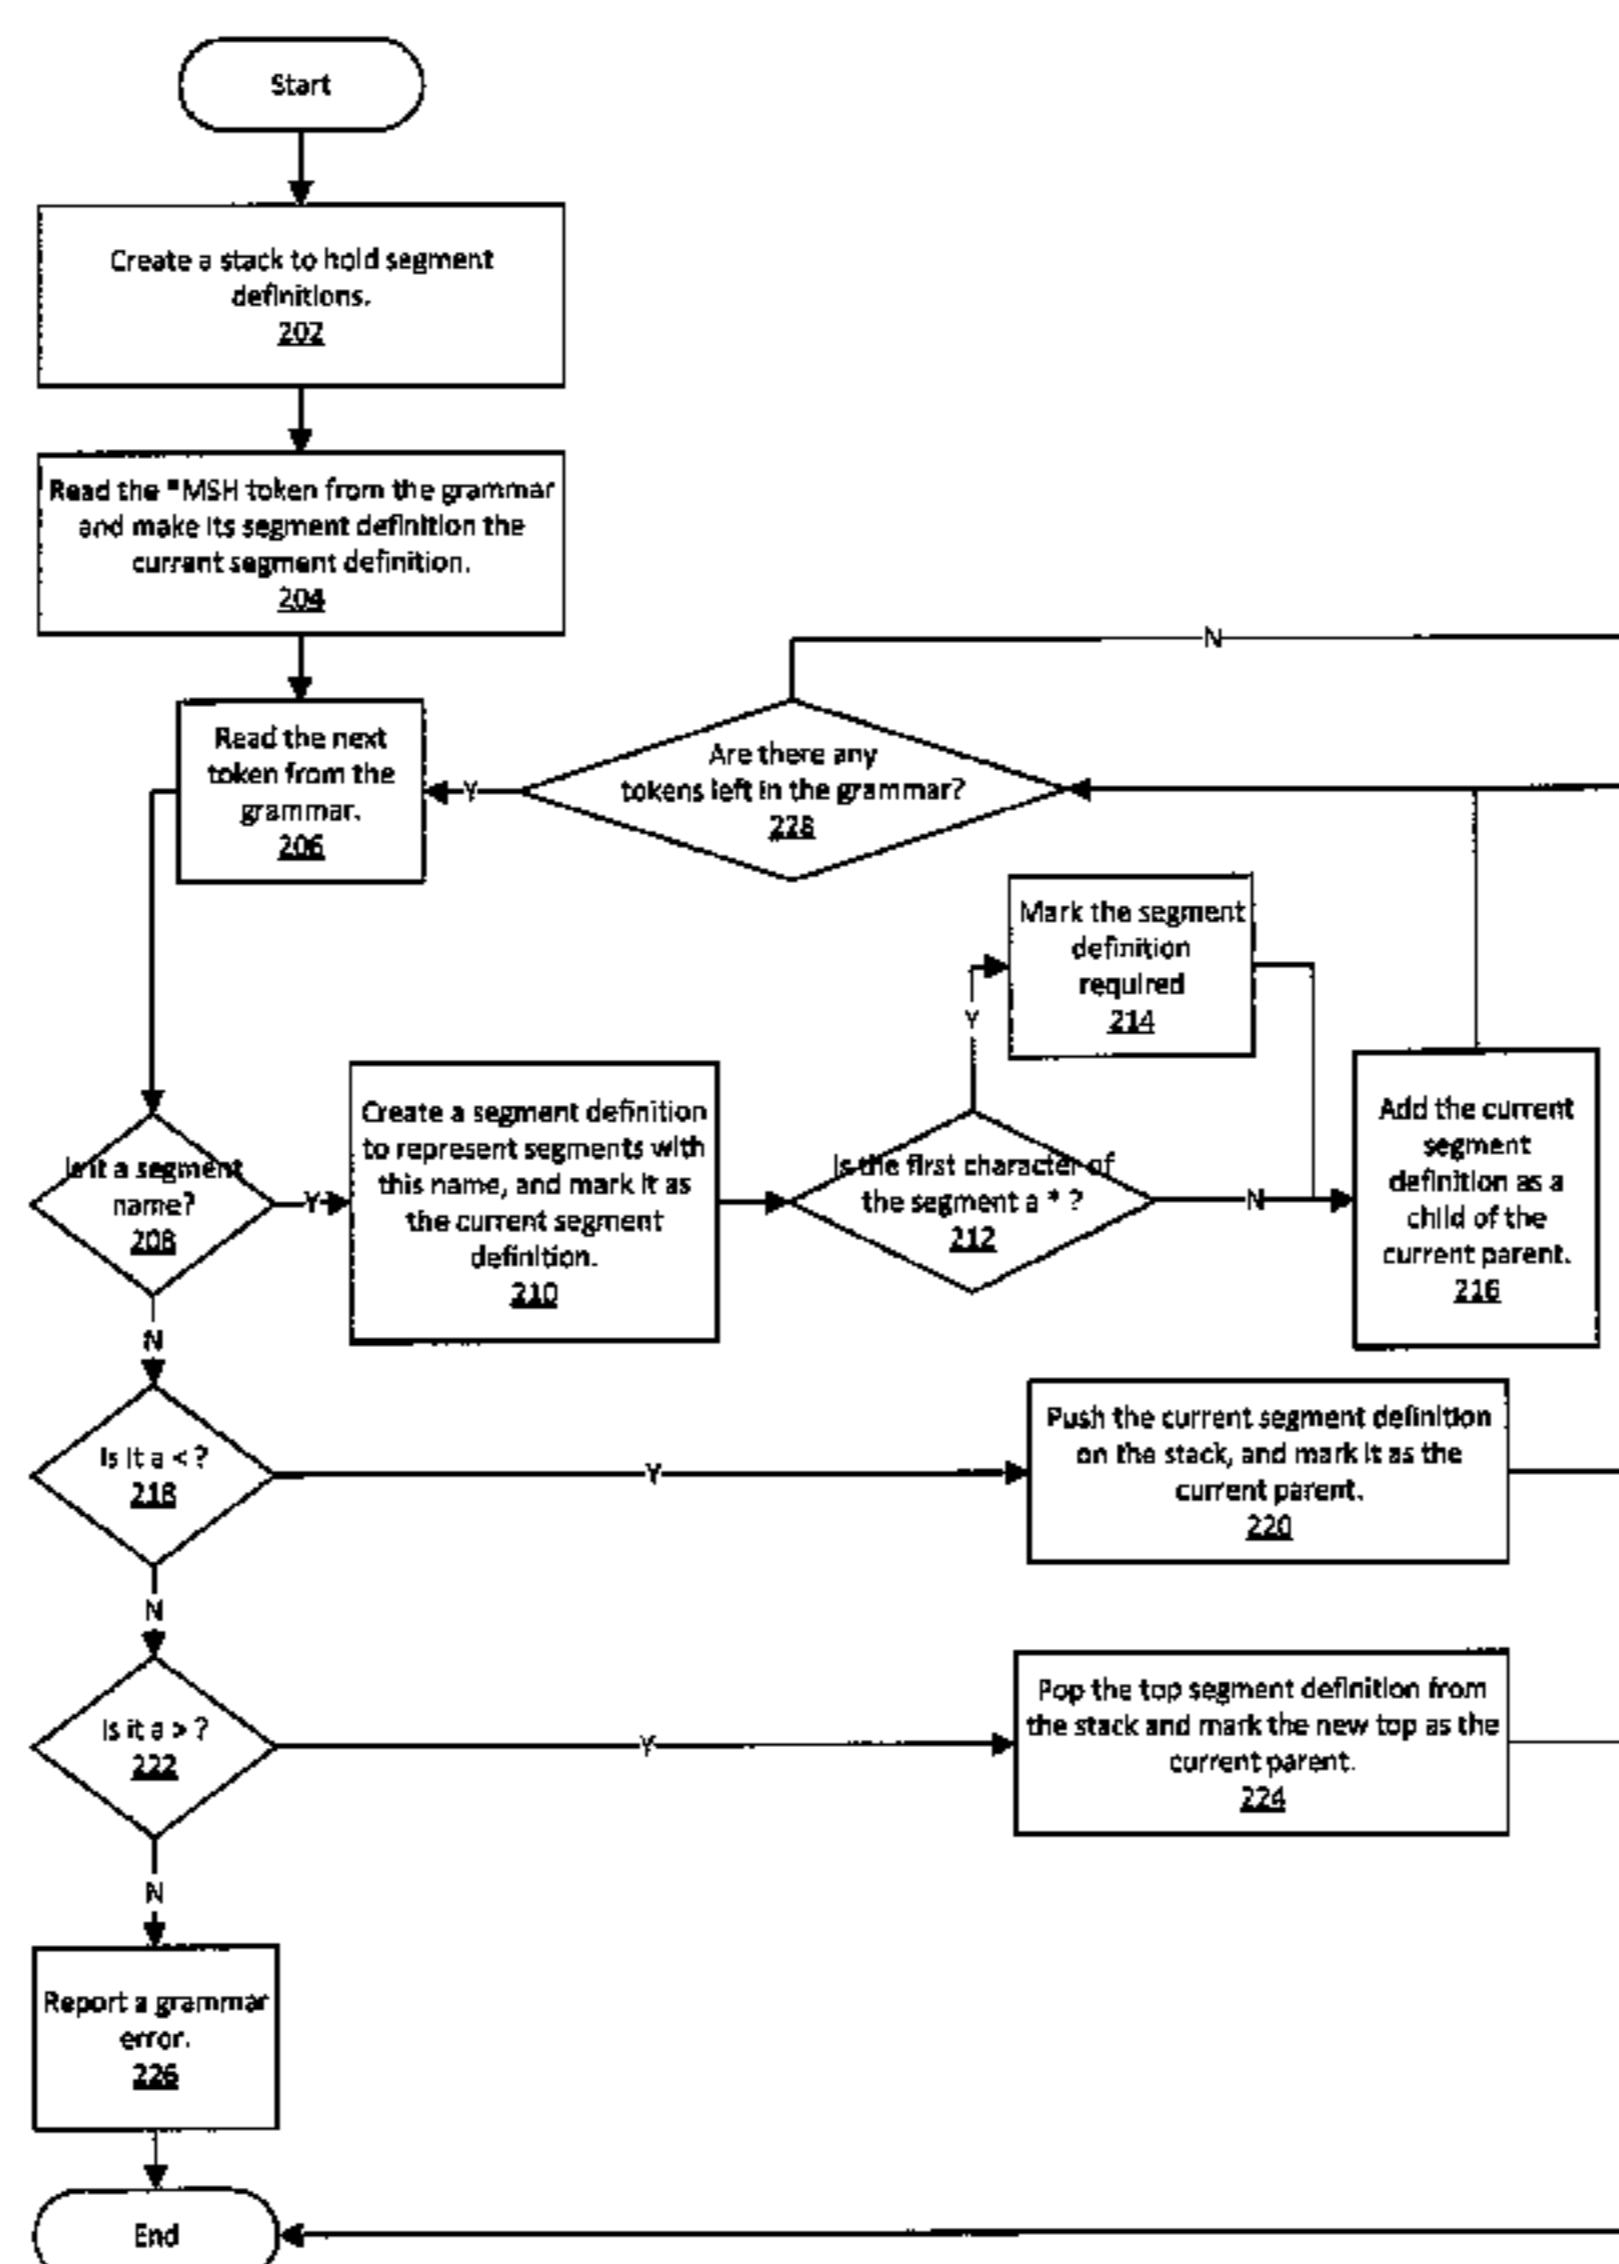 Start
Create a stack to hold segment
definitions.
202
Read the *MSH token from the grammar
and make its segment definition the
current segment definition.
204
N
Read the next
token from the
grammar.
206
Y
Are there any
tokens left in the grammar?
228
Mark the segment
definition
required
214
Y
Is it a segment
name?
208
Y
Create a segment definition
to represent segments with
this name, and mark it as
the current segment
definition.
210
Is the first character of
the segment a * ?
212
N
Add the current
segment
definition as a
child of the
current parent.
216
N
Is it a < ?
218
Y
Push the current segment definition
on the stack, and mark it as the
current parent.
220
N
Is it a > ?
222
Y
Pop the top segment definition from
the stack and mark the new top as the
current parent.
224
N
Report a grammar
error.
226
End